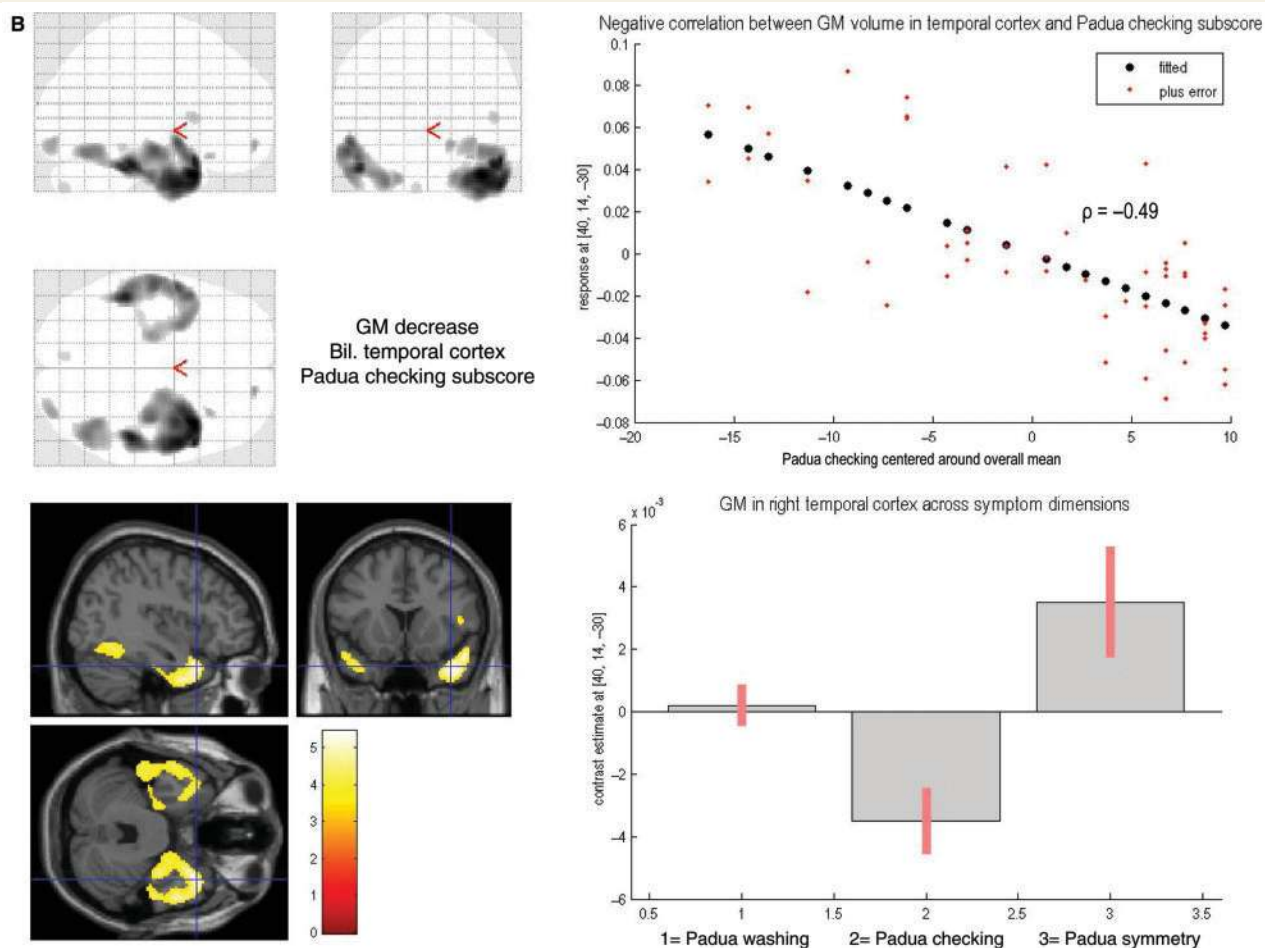 B
GM decrease
Bil. temporal cortex
Padua checking subscore
Negative correlation between GM volume in temporal cortex and Padua checking subscore
0.1
0.08
0.06
0.04
0.02
0
–0.02
–0.04
–0.06
–0.08
response at [40, 14, –30]
fitted
plus error
ρ = –0.49
–20
–15
–10
–5
0
5
10
Padua checking centered around overall mean
5
4
3
2
1
0
GM in right temporal cortex across symptom dimensions
x 10⁻³
6
4
2
0
–2
–4
–6
contrast estimate at [40, 14, –30]
0.5
1
1.5
2
2.5
3
3.5
1= Padua washing
2= Padua checking
3= Padua symmetry